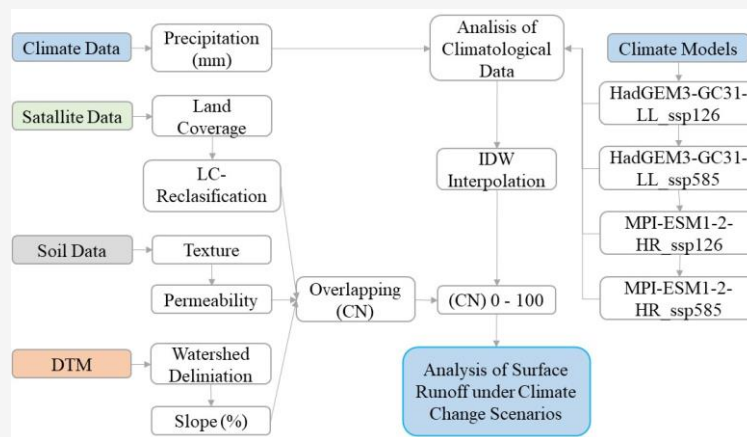 Climate Data
Precipitation
(mm)
Analisis of
Climatological
Data
Climate Models
HadGEM3-GC31-
LL_ssp126
Satallite Data
Land
Coverage
HadGEM3-GC31-
LL_ssp585
LC-
Reclasification
IDW
Interpolation
MPI-ESM1-2-
HR_ssp126
Soil Data
Texture
Permeability
Overlapping
(CN)
(CN) 0 - 100
MPI-ESM1-2-
HR_ssp585
DTM
Watershed
Deliniation
Slope (%)
Analysis of Surface
Runoff under Climate
Change Scenarios